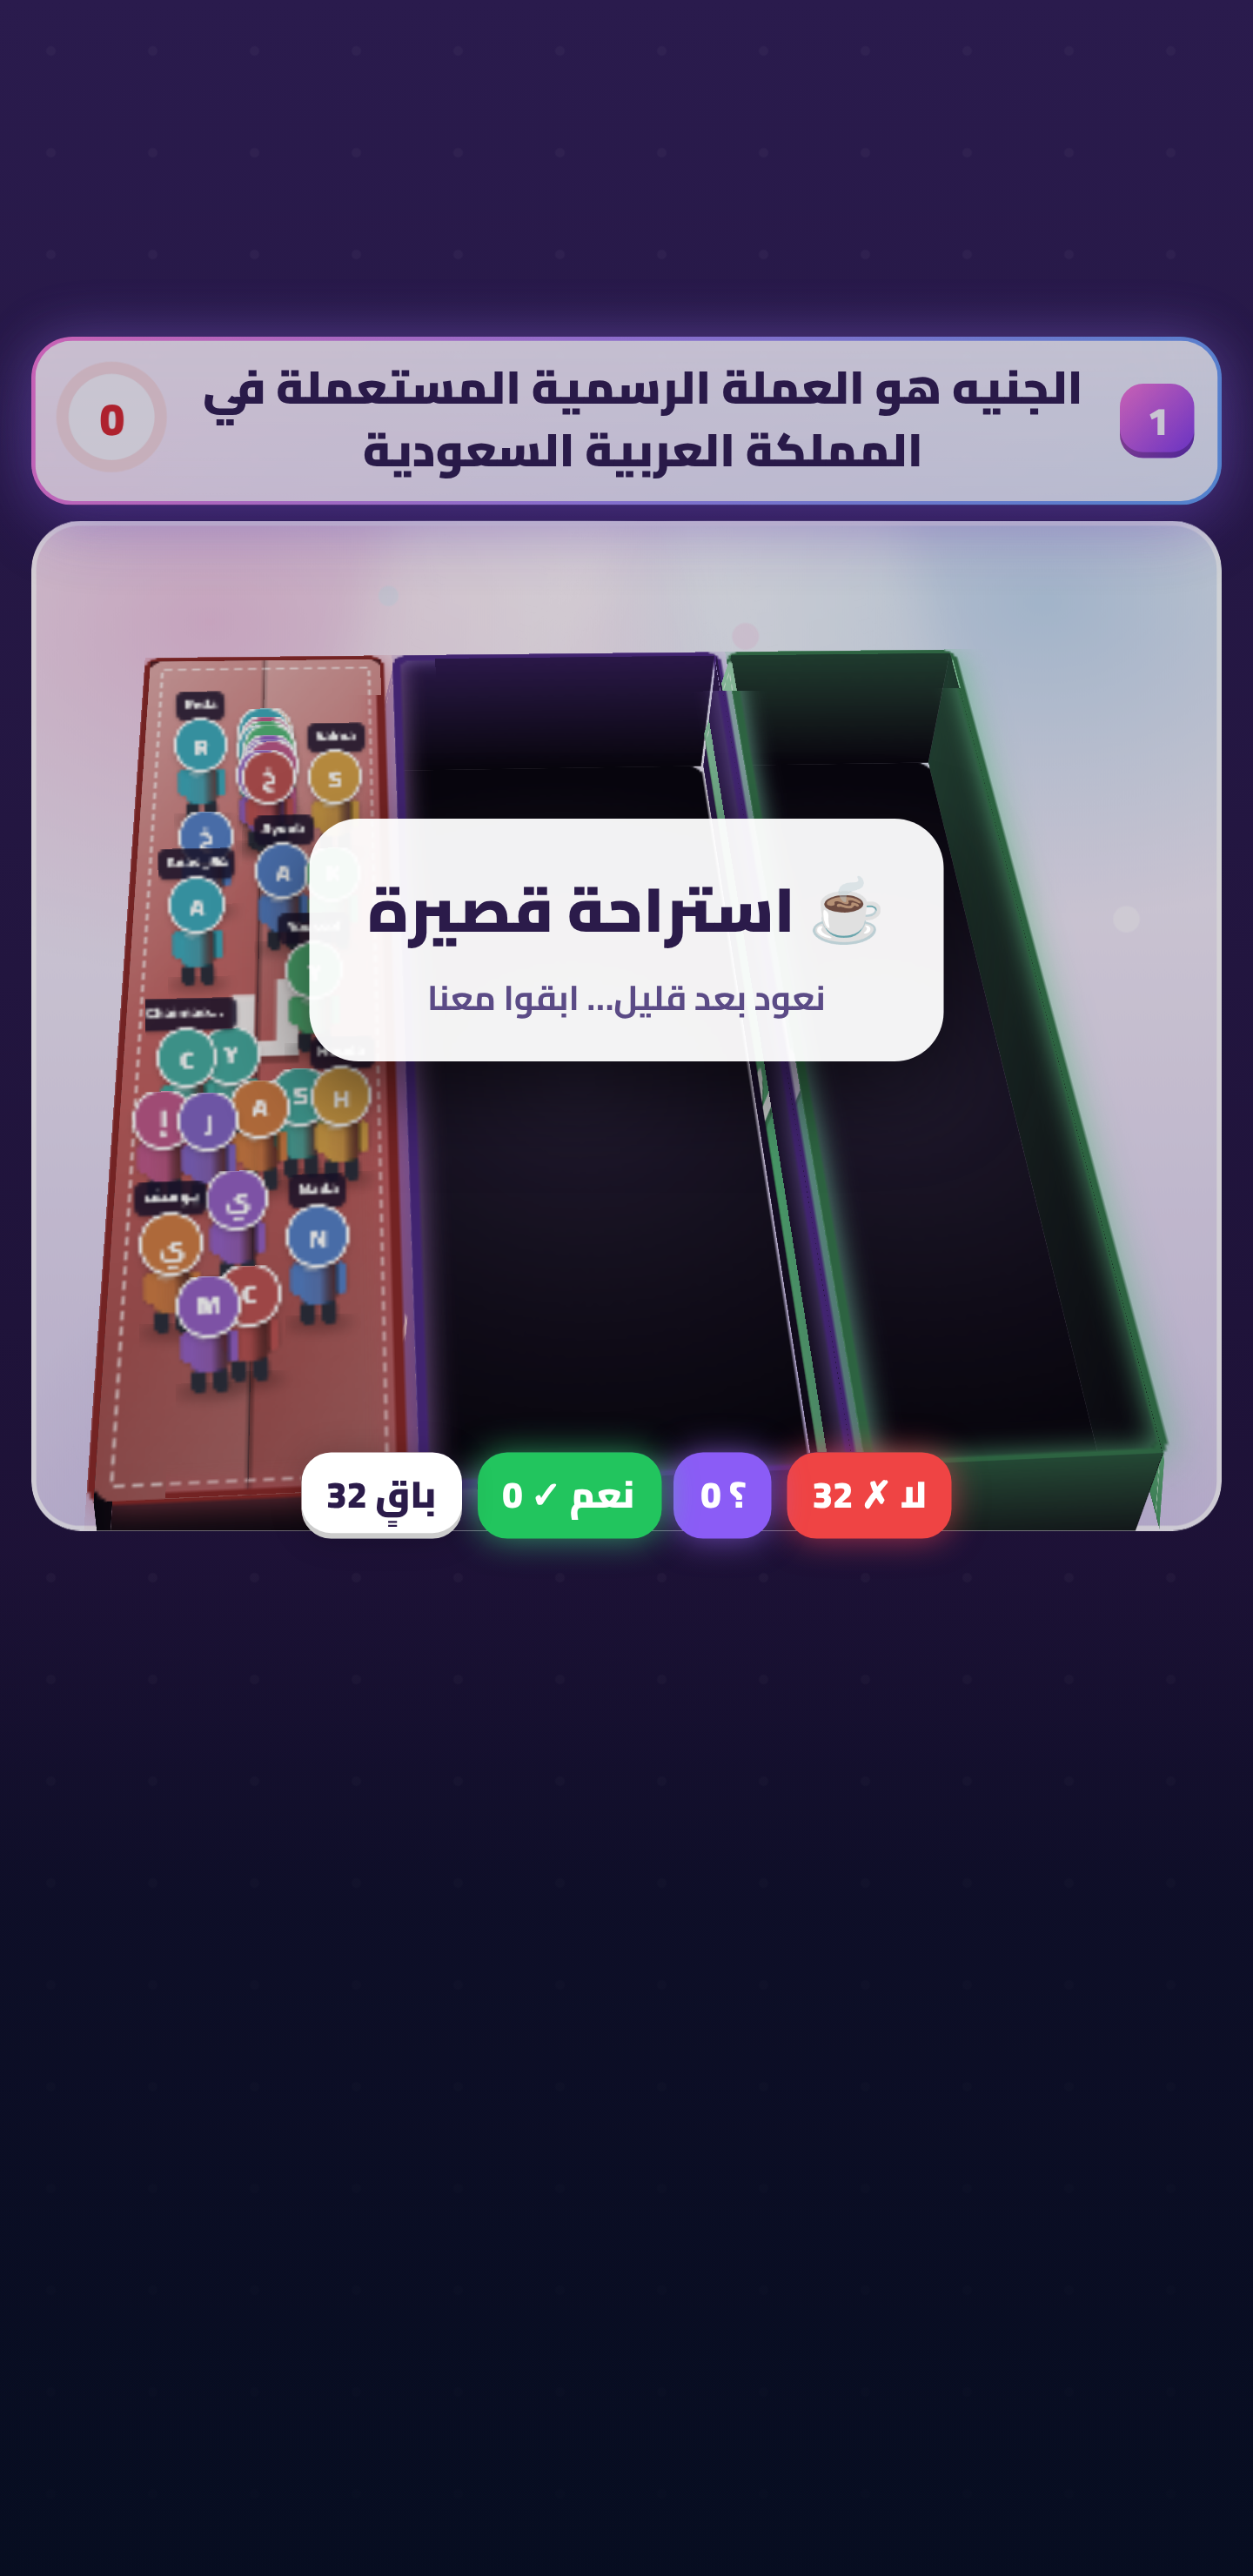 1
الجنيه هو العملة الرسمية المستعملة في
المملكة العربية السعودية
0
R
خ
S
خ
A
A
☕ استراحة قصيرة
نعود بعد قليل... ابقوا معنا
C
Y
!
J
A
S
H
يوسف
ي
ي
N
M
C
لا ✗ 32
؟ 0
نعم ✓ 0
باقٍ 32